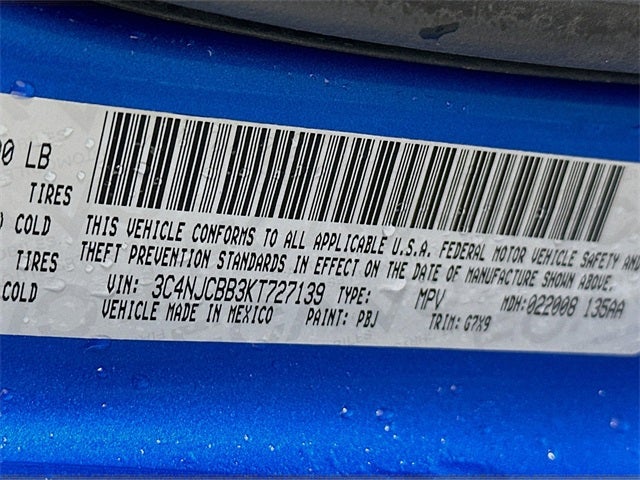 00 LB
TIRES
COLD
TIRES
COLD
THIS VEHICLE CONFORMS TO ALL APPLICABLE U.S.A. FEDERAL MOTOR VEHICLE SAFETY AND
THEFT PREVENTION STANDARDS IN EFFECT ON THE DATE OF MANUFACTURE SHOWN ABOVE.
VIN: 3C4NJCBB3KT727139 TYPE: MPV MDH:022008 135AA
VEHICLE MADE IN MEXICO PAINT: PBJ TRIM: G7X9